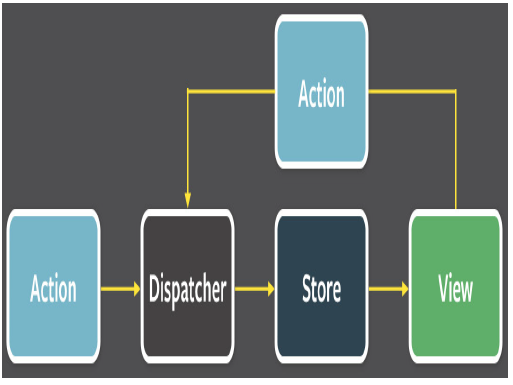 Action
Action
Dispatcher
Store
View